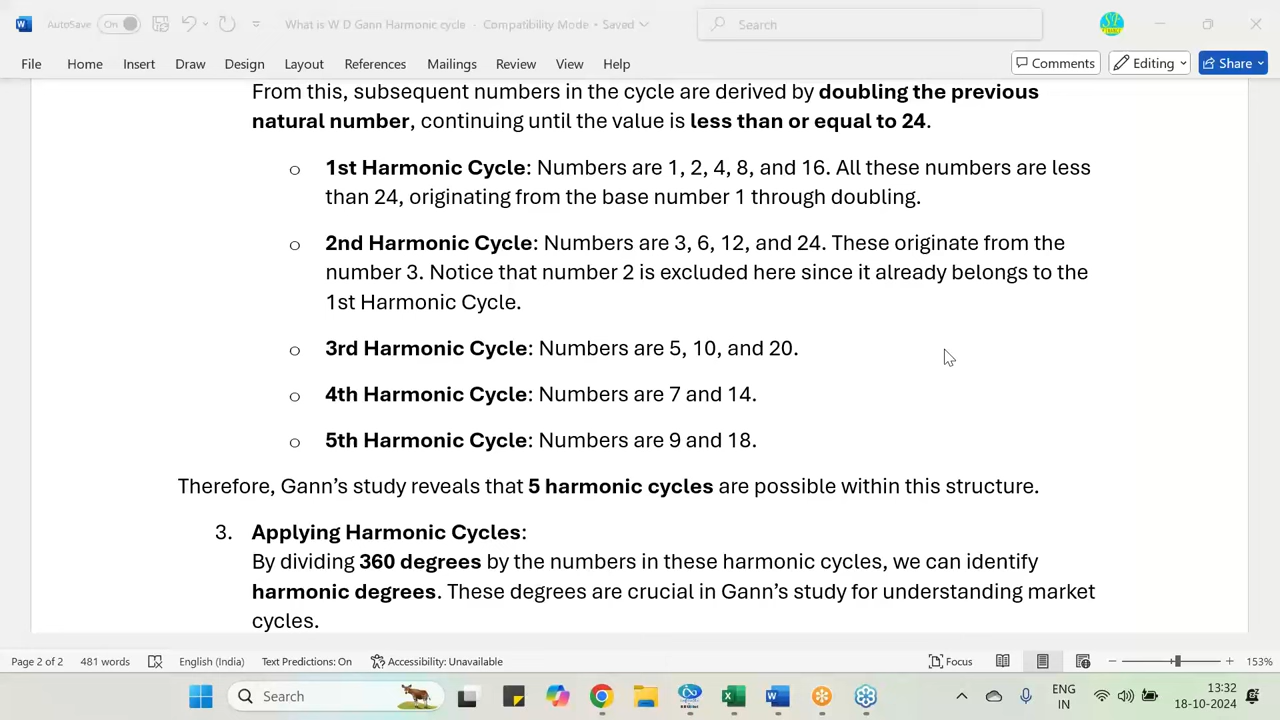 AutoSave On What is W D Gann Harmonic cycle - Compatibility Mode • Saved Search
File Home Insert Draw Design Layout References Mailings Review View Help Comments Editing Share
From this, subsequent numbers in the cycle are derived by doubling the previous
natural number, continuing until the value is less than or equal to 24.
o 1st Harmonic Cycle: Numbers are 1, 2, 4, 8, and 16. All these numbers are less
than 24, originating from the base number 1 through doubling.
o 2nd Harmonic Cycle: Numbers are 3, 6, 12, and 24. These originate from the
number 3. Notice that number 2 is excluded here since it already belongs to the
1st Harmonic Cycle.
o 3rd Harmonic Cycle: Numbers are 5, 10, and 20.
o 4th Harmonic Cycle: Numbers are 7 and 14.
o 5th Harmonic Cycle: Numbers are 9 and 18.
Therefore, Gann’s study reveals that 5 harmonic cycles are possible within this structure.
3. Applying Harmonic Cycles:
By dividing 360 degrees by the numbers in these harmonic cycles, we can identify
harmonic degrees. These degrees are crucial in Gann’s study for understanding market
cycles.
Page 2 of 2 481 words English (India) Text Predictions: On Accessibility: Unavailable Focus 153%
Search ENG 13:32
IN 18-10-2024